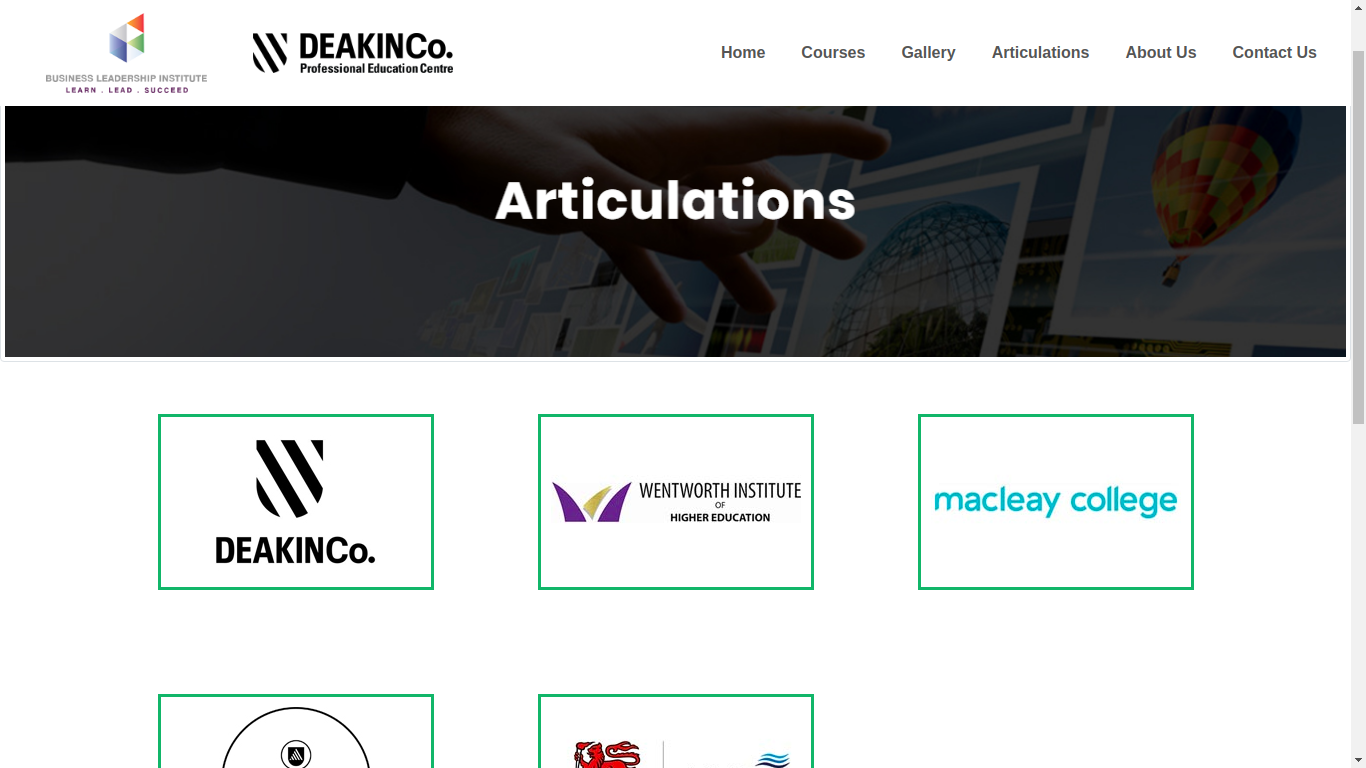 BUSINESS LEADERSHIP INSTITUTE
LEARN . LEAD . SUCCEED
DEAKINCo.
Professional Education Centre
Home
Courses
Gallery
Articulations
About Us
Contact Us
Articulations
DEAKINCo.
WENTWORTH INSTITUTE
OF
HIGHER EDUCATION
macleay college